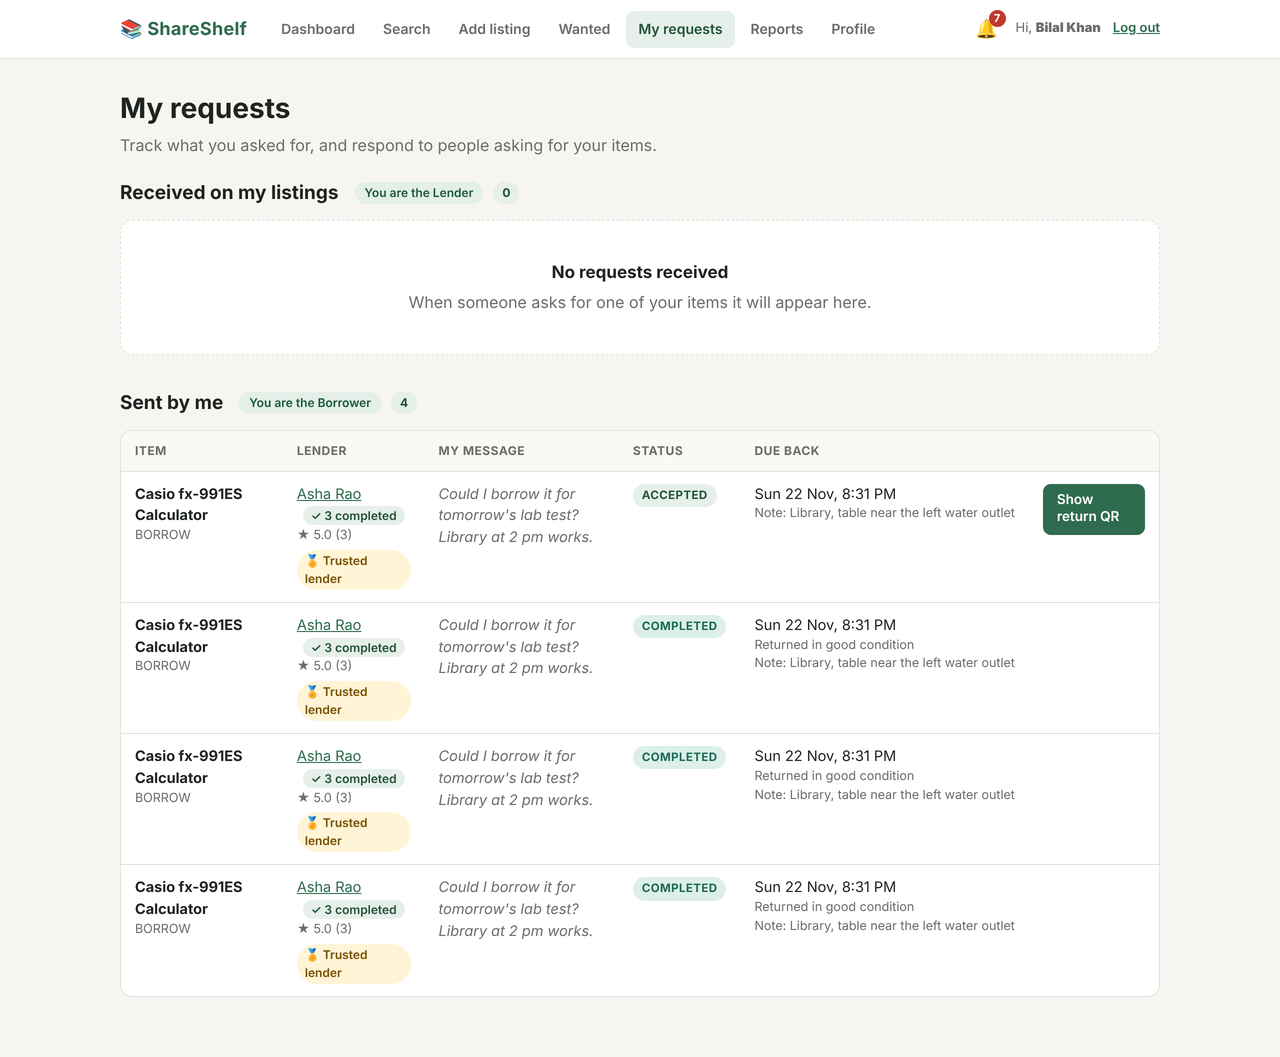 📚 ShareShelf
Dashboard
Search
Add listing
Wanted
My requests
Reports
Profile
🔔 7
Hi, Bilal Khan
Log out
My requests
Track what you asked for, and respond to people asking for your items.
Received on my listings You are the Lender 0
No requests received
When someone asks for one of your items it will appear here.
Sent by me You are the Borrower 4
ITEM LENDER MY MESSAGE STATUS DUE BACK
Casio fx-991ES
Calculator
BORROW
Asha Rao
✓ 3 completed
★ 5.0 (3)
🏅 Trusted
lender
Could I borrow it for
tomorrow's lab test?
Library at 2 pm works.
ACCEPTED
Sun 22 Nov, 8:31 PM
Note: Library, table near the left water outlet
Show
return QR
Casio fx-991ES
Calculator
BORROW
Asha Rao
✓ 3 completed
★ 5.0 (3)
🏅 Trusted
lender
Could I borrow it for
tomorrow's lab test?
Library at 2 pm works.
COMPLETED
Sun 22 Nov, 8:31 PM
Returned in good condition
Note: Library, table near the left water outlet
Casio fx-991ES
Calculator
BORROW
Asha Rao
✓ 3 completed
★ 5.0 (3)
🏅 Trusted
lender
Could I borrow it for
tomorrow's lab test?
Library at 2 pm works.
COMPLETED
Sun 22 Nov, 8:31 PM
Returned in good condition
Note: Library, table near the left water outlet
Casio fx-991ES
Calculator
BORROW
Asha Rao
✓ 3 completed
★ 5.0 (3)
🏅 Trusted
lender
Could I borrow it for
tomorrow's lab test?
Library at 2 pm works.
COMPLETED
Sun 22 Nov, 8:31 PM
Returned in good condition
Note: Library, table near the left water outlet